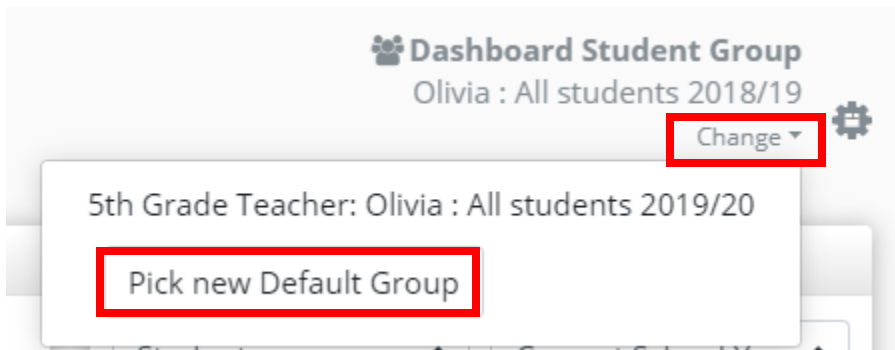 Dashboard Student Group
Olivia : All students 2018/19
Change
5th Grade Teacher: Olivia : All students 2019/20
Pick new Default Group